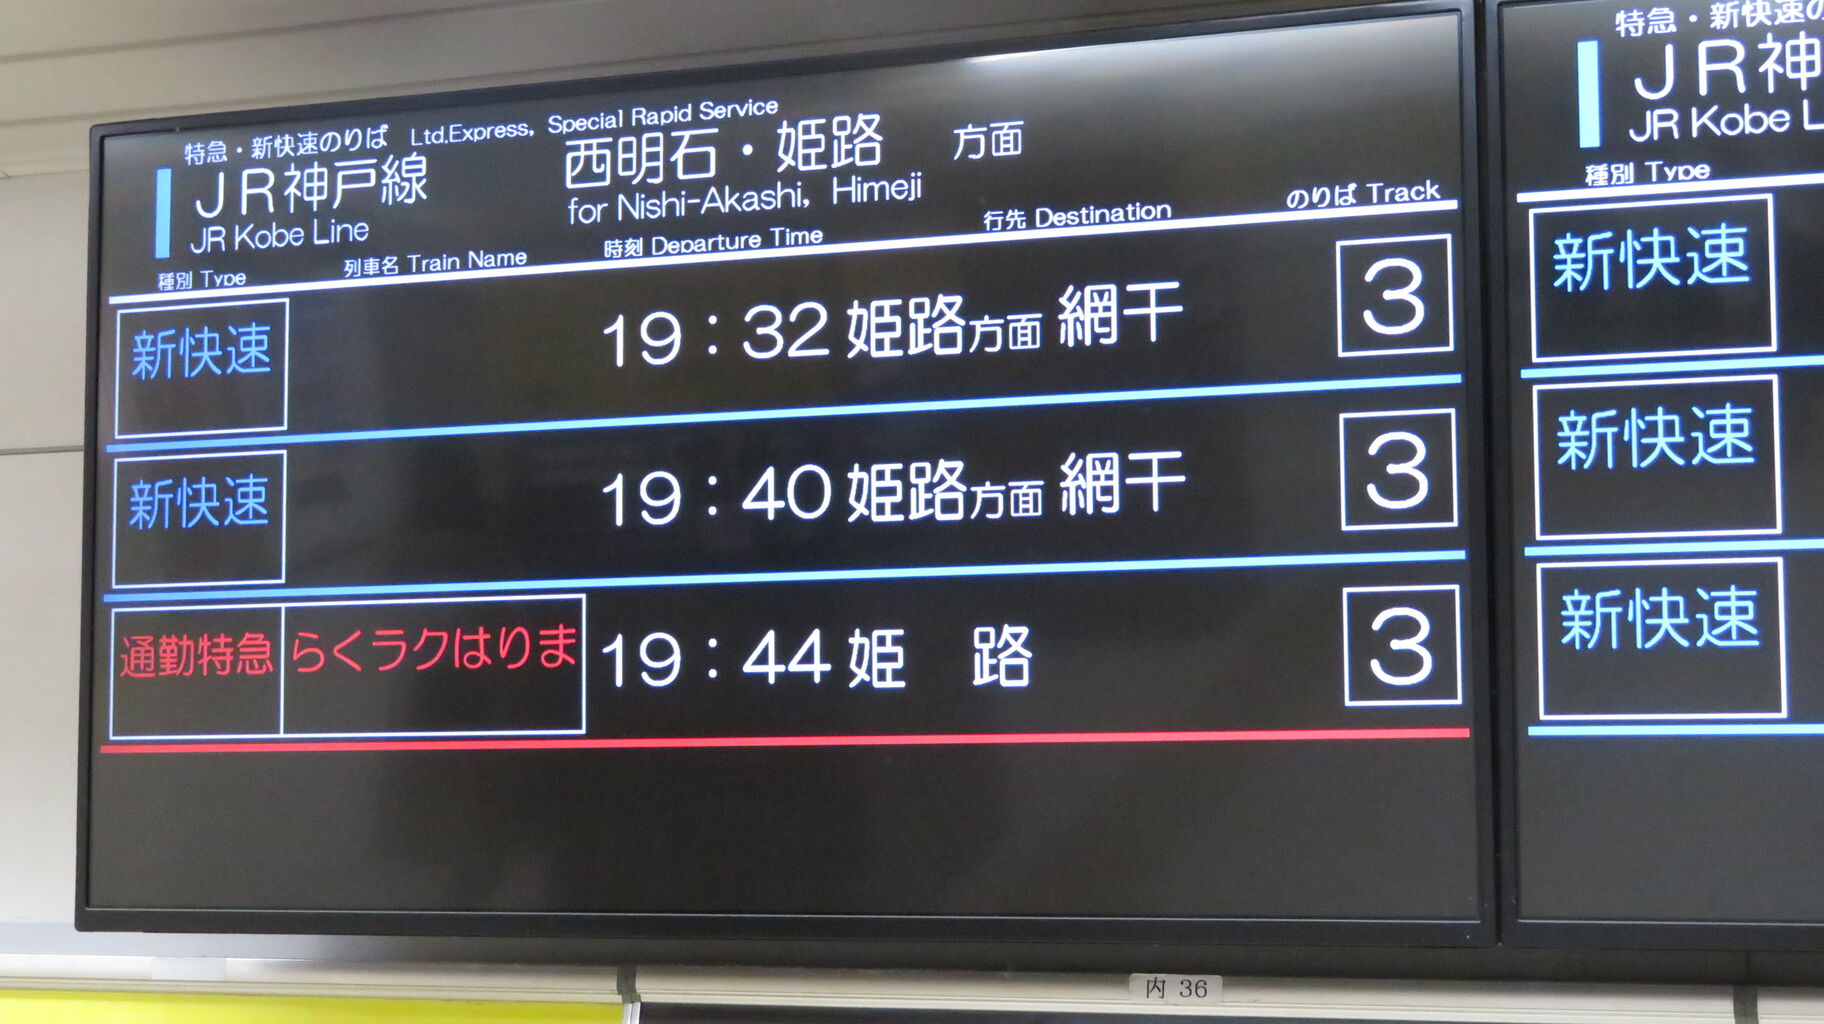 特急・新快速のりば Ltd.Express, Special Rapid Service
JR神戸線 西明石・姫路 方面
JR Kobe Line for Nishi-Akashi, Himeji
種別 Type 列車名 Train Name 時刻 Departure Time 行先 Destination のりば Track
新快速 19:32 姫路方面 網干 3
新快速 19:40 姫路方面 網干 3
通勤特急 らくラクはりま 19:44 姫 路 3
特急・新快速の
JR神
JR Kobe L
種別 Type
新快速
新快速
新快速
内 36